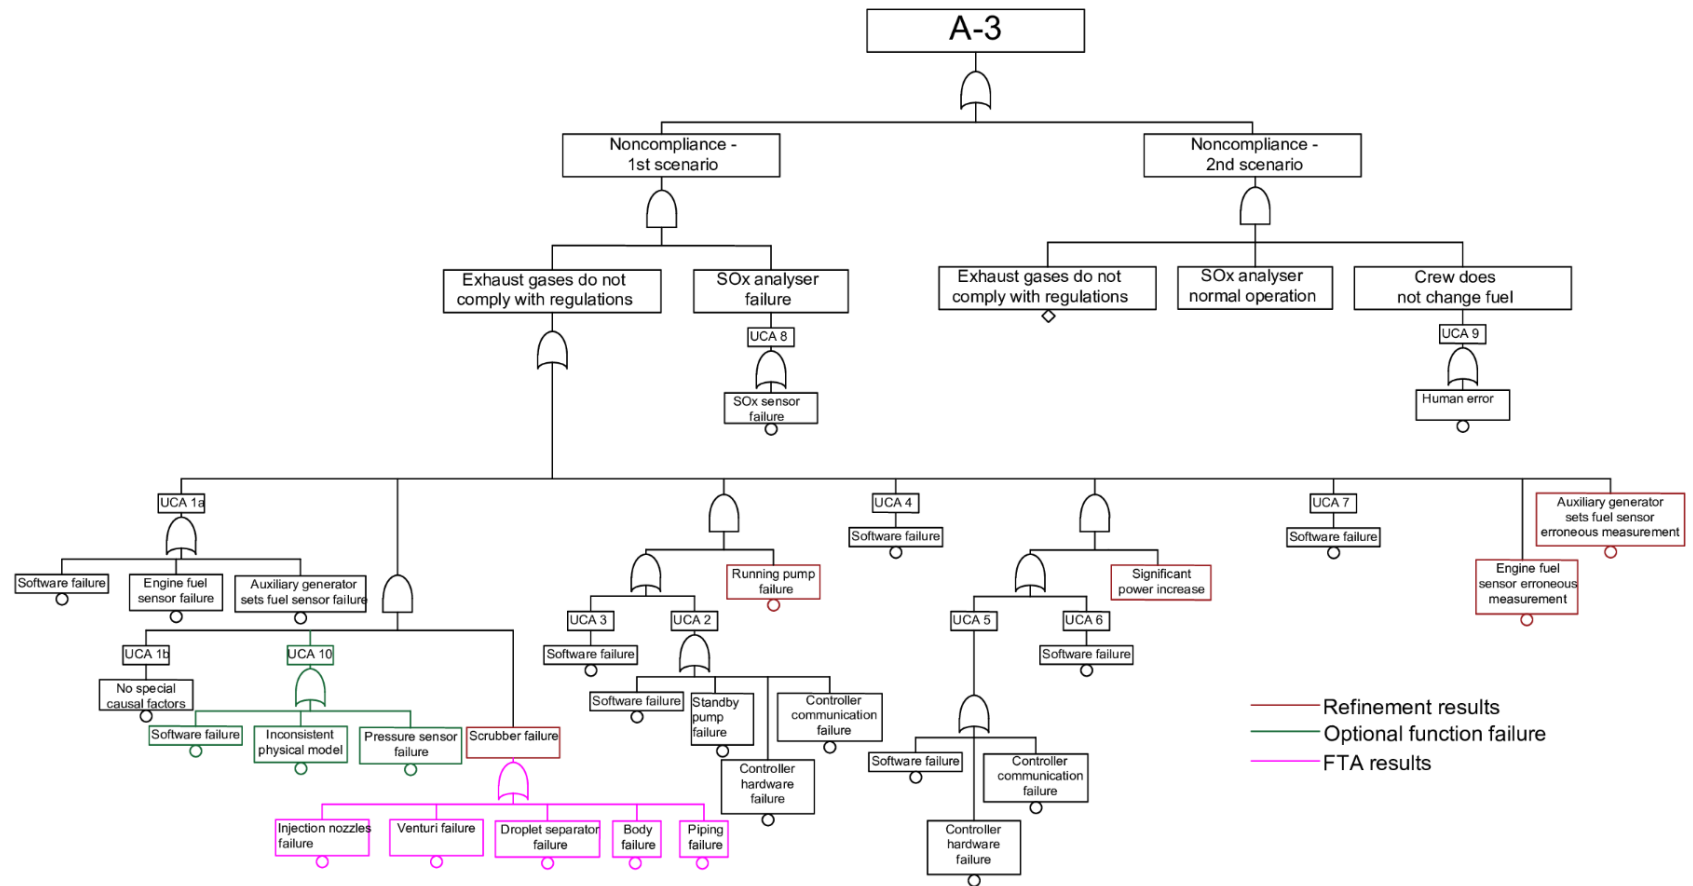 A-3
Noncompliance -
1st scenario
Noncompliance -
2nd scenario
Exhaust gases do not
comply with regulations
SOx analyser
failure
Exhaust gases do not
comply with regulations
SOx analyser
normal operation
Crew does
not change fuel
UCA 8
UCA 9
SOx sensor
failure
Human error
UCA 1a
UCA 4
UCA 7
Auxiliary generator
sets fuel sensor
erroneous measurement
Software failure
Software failure
Software failure
Engine fuel
sensor failure
Auxiliary generator
sets fuel sensor failure
Running pump
failure
Significant
power increase
Engine fuel
sensor erroneous
measurement
UCA 3
UCA 2
UCA 5
UCA 6
UCA 1b
UCA 10
Software failure
Software failure
No special
causal factors
Software failure
Standby
pump
failure
Controller
communication failure
Software failure
Inconsistent
physical model
Pressure sensor
failure
Scrubber failure
Controller
hardware
failure
Software failure
Controller
communication
failure
Refinement results
Optional function failure
FTA results
Injection nozzles
failure
Venturi failure
Droplet separator
failure
Body
failure
Piping
failure
Controller
hardware
failure